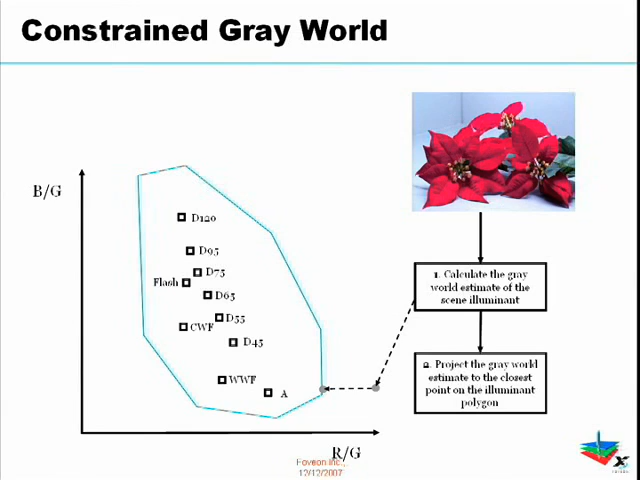 Constrained Gray World
B/G
D120
D95
D75
Flash
D65
D55
CWF
D45
WWF
A
R/G
1. Calculate the gray
world estimate of the
scene illuminant
2. Project the gray world
estimate to the closest
point on the illuminant
polygon
Foveon Inc.,
12/12/2007